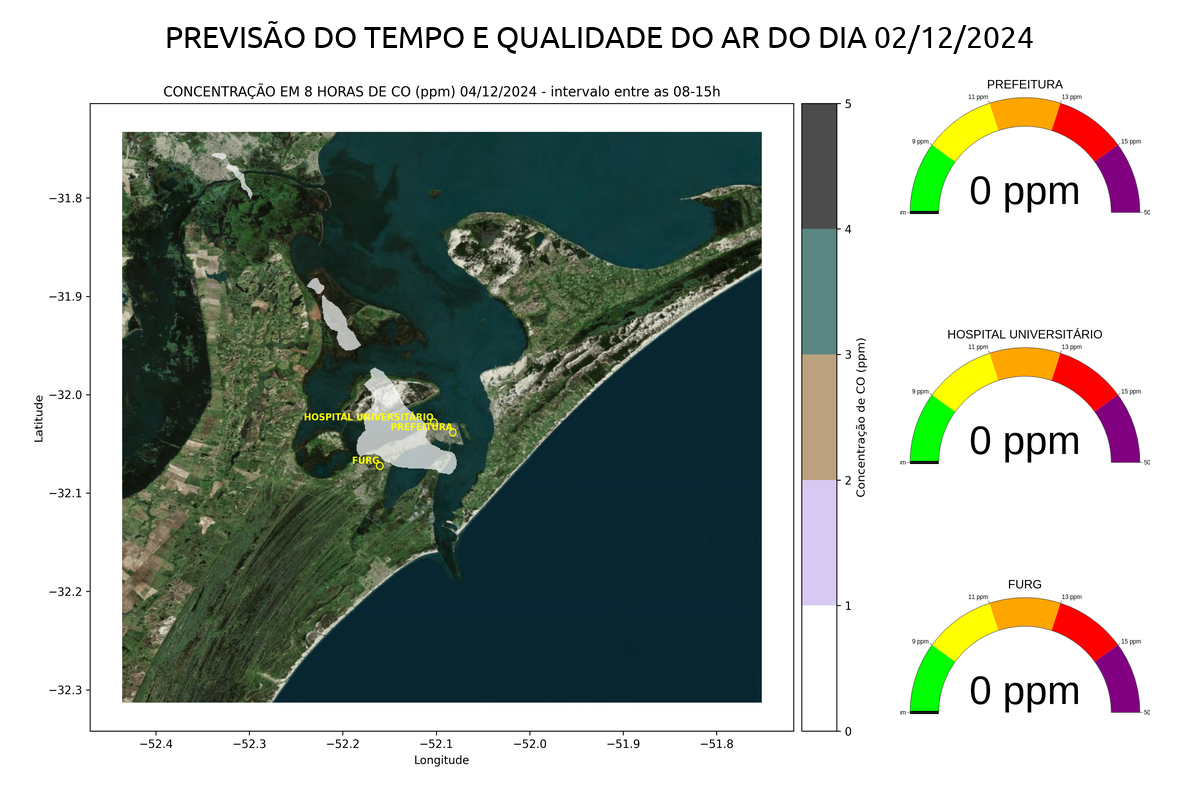 PREVISÃO DO TEMPO E QUALIDADE DO AR DO DIA 02/12/2024
CONCENTRAÇÃO EM 8 HORAS DE CO (ppm) 04/12/2024 - intervalo entre as 08-15h
Latitude
−31.8
−31.9
−32.0
−32.1
−32.2
−32.3
HOSPITAL UNIVERSITÁRIO
PREFEITURA
FURG
−52.4
−52.3
−52.2
−52.1
−52.0
−51.9
−51.8
Longitude
5
4
3
2
1
0
Concentração de CO (ppm)
PREFEITURA
11 ppm
13 ppm
9 ppm
15 ppm
0 ppm
HOSPITAL UNIVERSITÁRIO
11 ppm
13 ppm
9 ppm
15 ppm
0 ppm
FURG
11 ppm
13 ppm
9 ppm
15 ppm
0 ppm